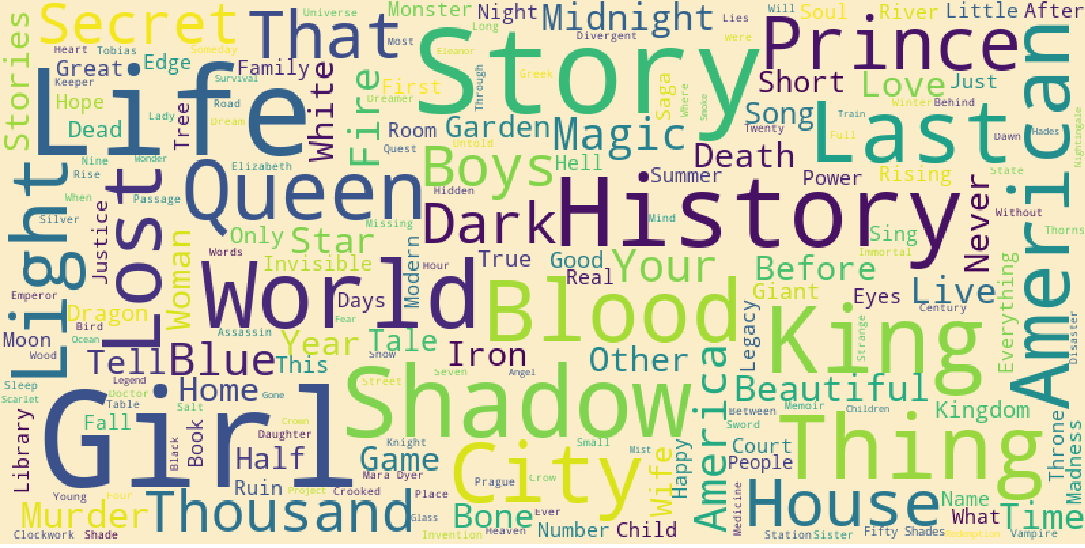 Stories
Secret
That
Universe
Most
Long
Monster
Night
Lies
Midnight
Divergent
Were
Will
Soul
River
Little
After
Prince
Heart
Tobias
Someday
Keeper
Survival
Great
Edge
Family
Life
Eleanor
Story
Greek
Through
Saga
Where
Smoke
Short
Love
Just
Hope
Road
Dreamer
First
Winter
Behind
Dead
Lady
Dream
Tree
White
Fire
Room
Quest
Garden
Magic
Song
Twenty
Train
Full
Last
Dawn
Hades
Nightingale
Nine
Wonder
Rise
Elizabeth
Untold
Boys
Hell
Death
Rising
State
American
When
Passage
Queen
Hidden
Summer
Power
Light
Silver
Justice
Lost
Missing
Dark
History
Mind
Never
Without
Thorns
Woman
Only
Star
Words
Modern
Hour
Sing
Immortal
Invisible
True
Good
Real
Your
Before
Everything
Emperor
Dragon
World
Days
Blood
Giant
Eyes
Live
Century
Bird
Ocean
Assassin
Fear
Moon
Wood
Year
Tale
Legacy
King
Strange
Disaster
Tell
Blue
This
Snow
Iron
Other
Sleep
Legend
Doctor
Home
Gone
Street
Seven
Angel
Shadow
America
Beautiful
Scarlet
Table
Salt
Girl
Between
Memoir
Children
Kingdom
Library
Fall
Black
Book
Daughter
Crown
Knight
Small
Sword
Thing
Throne
Madness
Half
Game
City
Mist
Wife
Happy
Court
People
Young
Four
Ruin
Project
Crooked
Mara Dyer
Place
Prague
Crow
Medicine
House
Name
What
Time
Murder
Thousand
Glass
Bone
Ever
Clockwork
Shade
Invention
Heaven
Number
Child
Station
Sister
Fifty Shades
Redemption
Vampire